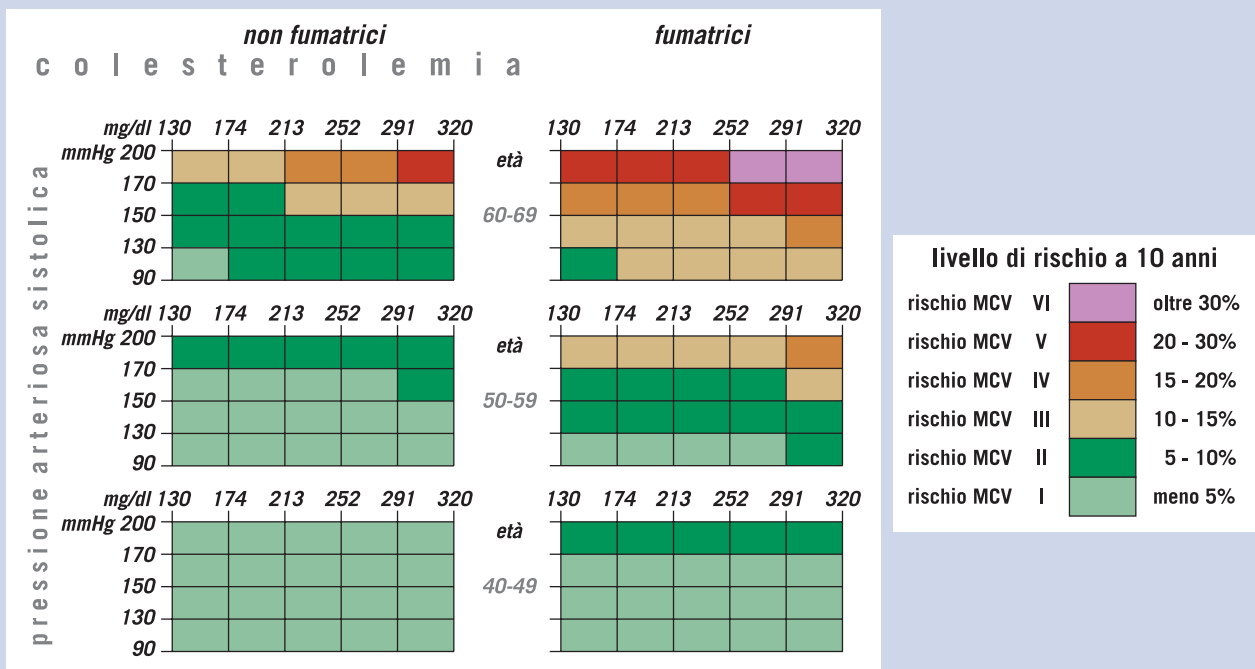 non fumatrici fumatrici
colesterolemia
mg/dl 130 174 213 252 291 320 130 174 213 252 291 320
mmHg 200 età
170
150 60-69
130
90
mg/dl 130 174 213 252 291 320 130 174 213 252 291 320
mmHg 200 età
170
150 50-59
130
90
mg/dl 130 174 213 252 291 320 130 174 213 252 291 320
mmHg 200 età
170
150 40-49
130
90
pressione arteriosa sistolica
livello di rischio a 10 anni
rischio MCV VI oltre 30%
rischio MCV V 20 - 30%
rischio MCV IV 15 - 20%
rischio MCV III 10 - 15%
rischio MCV II 5 - 10%
rischio MCV I meno 5%